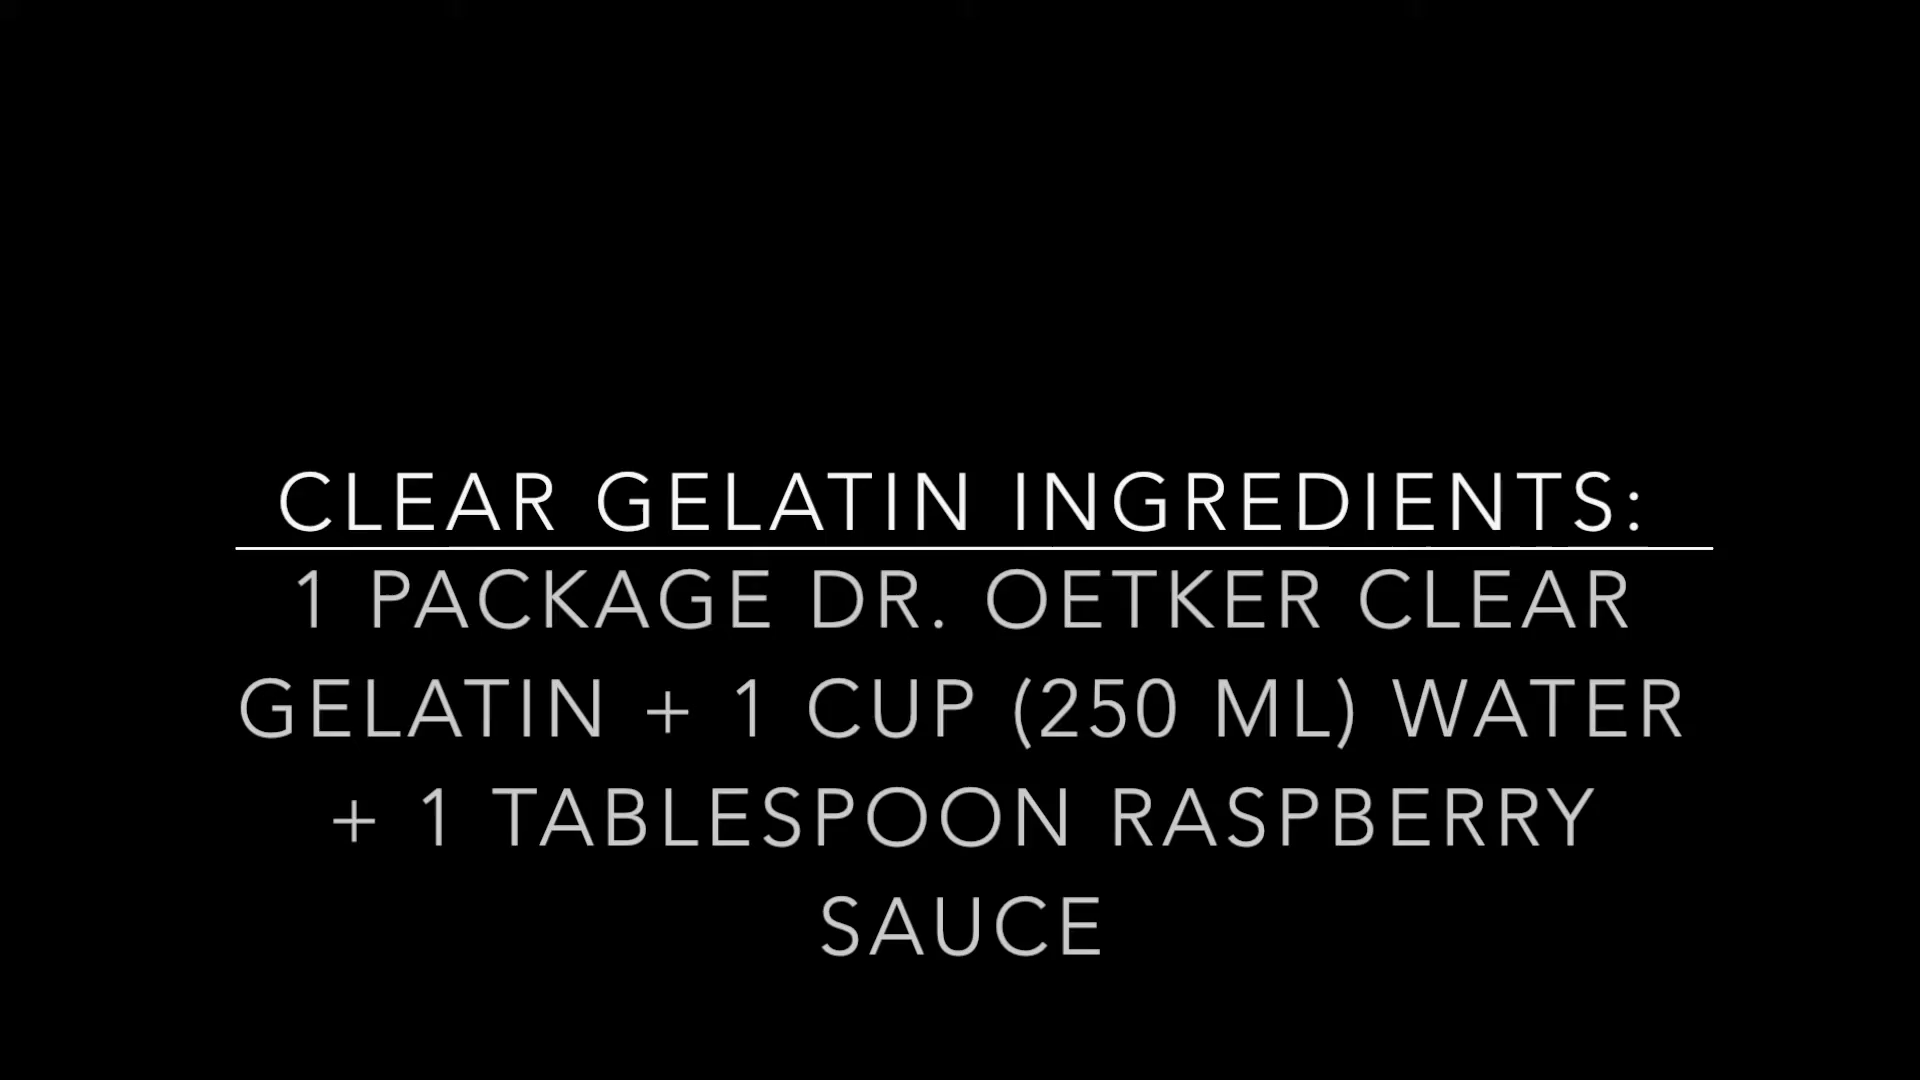 CLEAR GELATIN INGREDIENTS:
1 PACKAGE DR. OETKER CLEAR
GELATIN + 1 CUP (250 ML) WATER
+ 1 TABLESPOON RASPBERRY
SAUCE